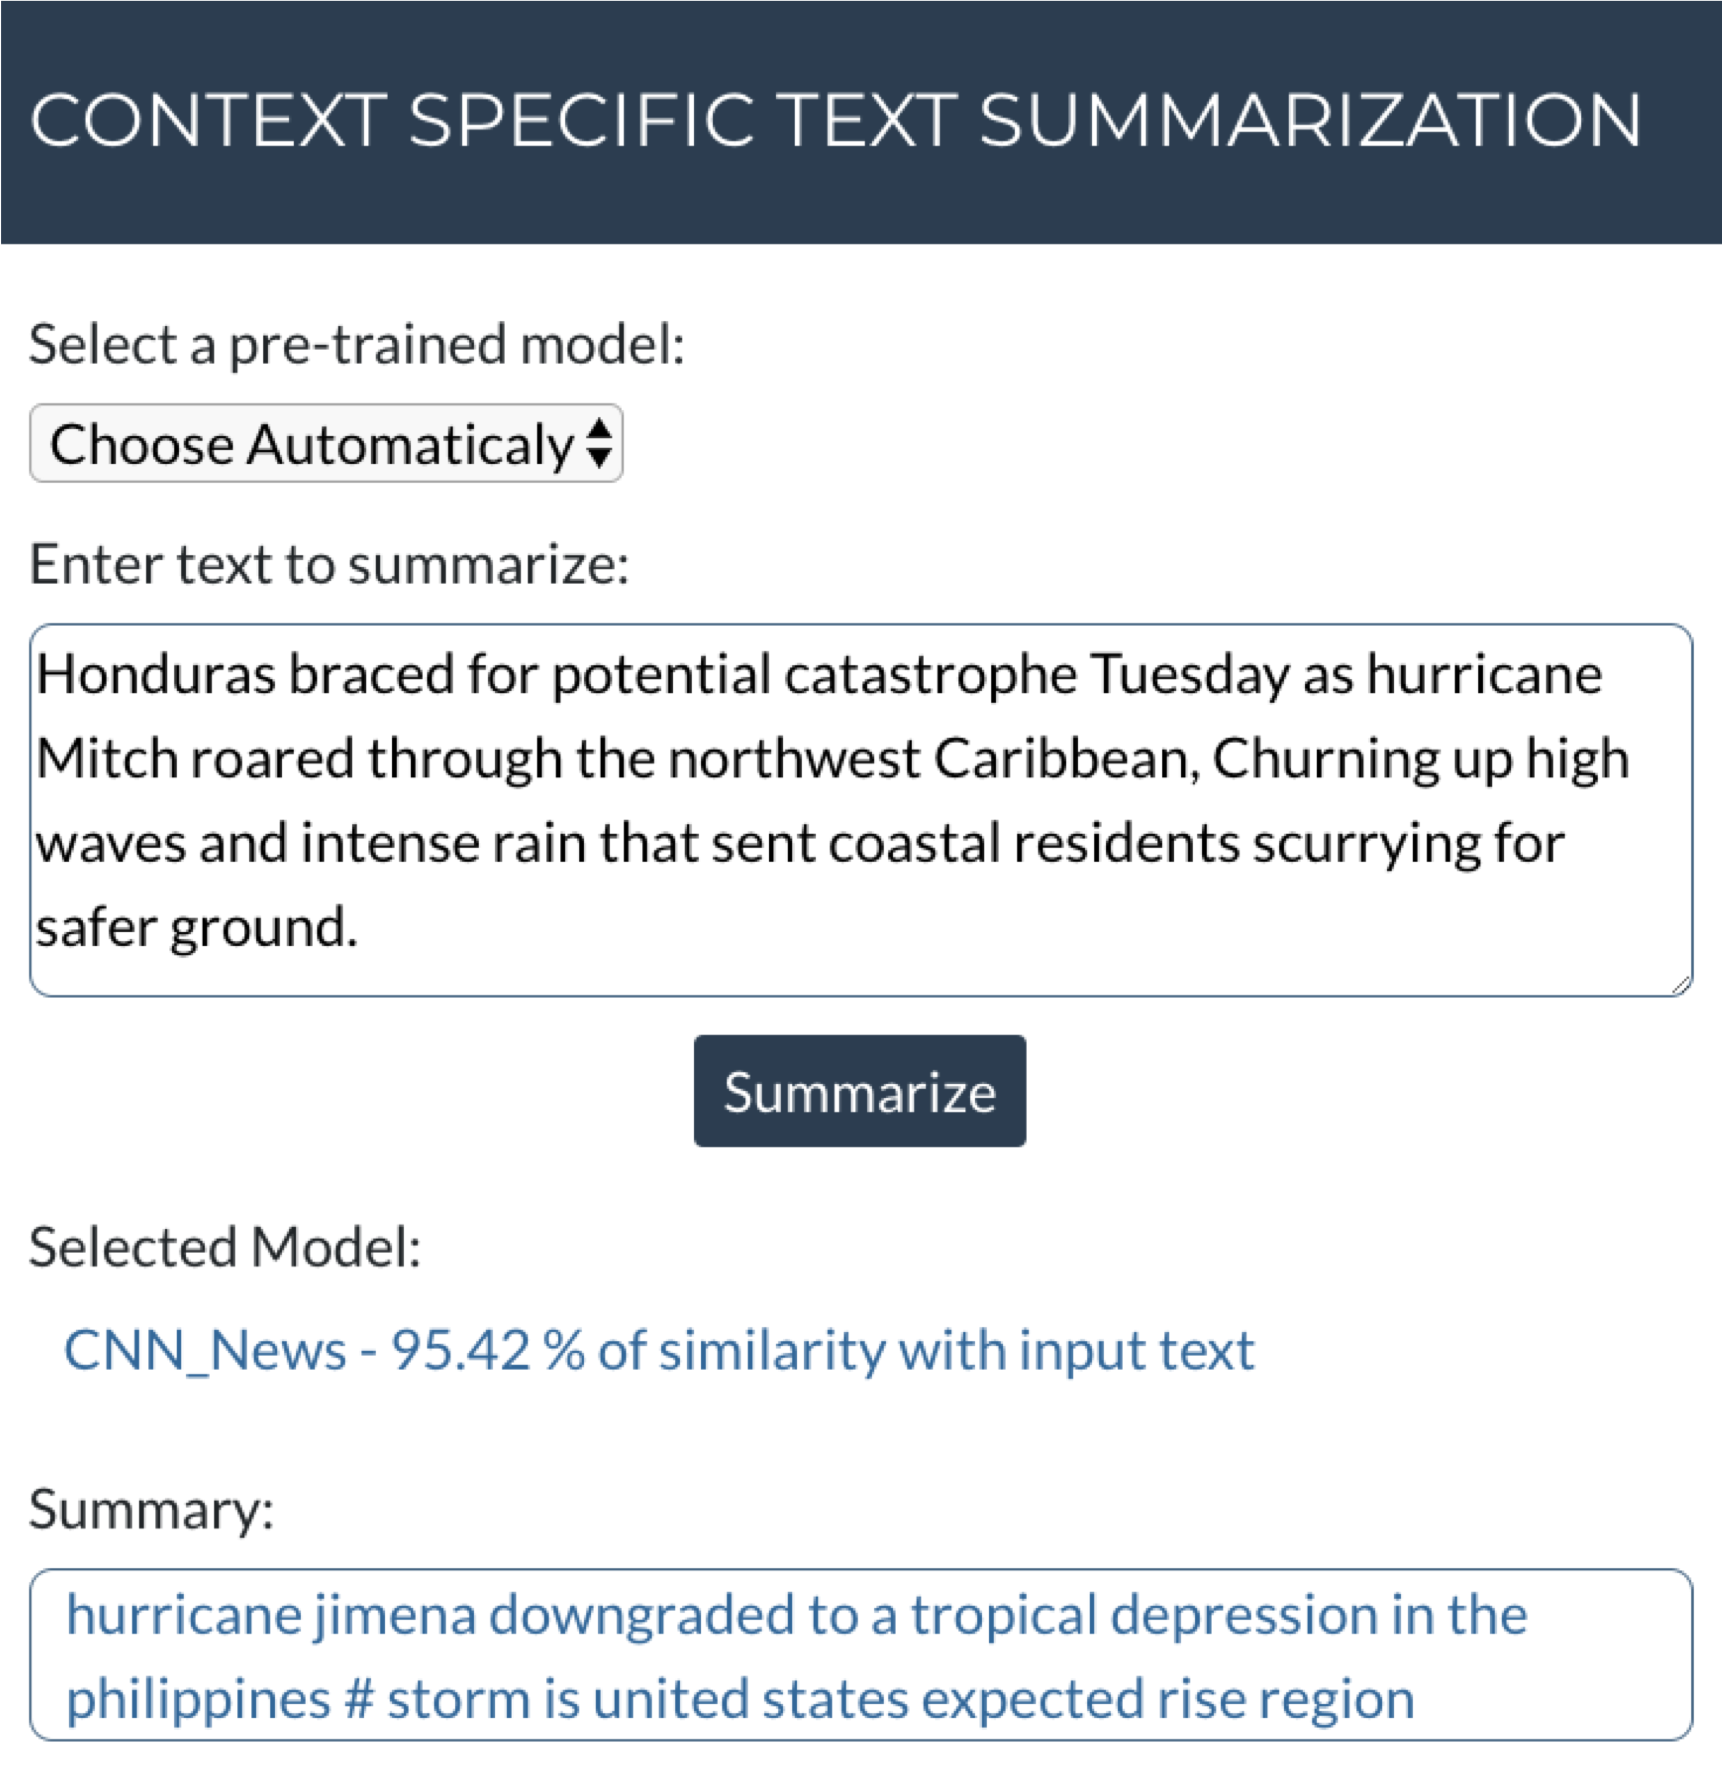 CONTEXT SPECIFIC TEXT SUMMARIZATION
Select a pre-trained model:
Choose Automaticaly
Enter text to summarize:
Honduras braced for potential catastrophe Tuesday as hurricane
Mitch roared through the northwest Caribbean, Churning up high
waves and intense rain that sent coastal residents scurrying for
safer ground.
Summarize
Selected Model:
CNN_News - 95.42 % of similarity with input text
Summary:
hurricane jimena downgraded to a tropical depression in the
philippines # storm is united states expected rise region